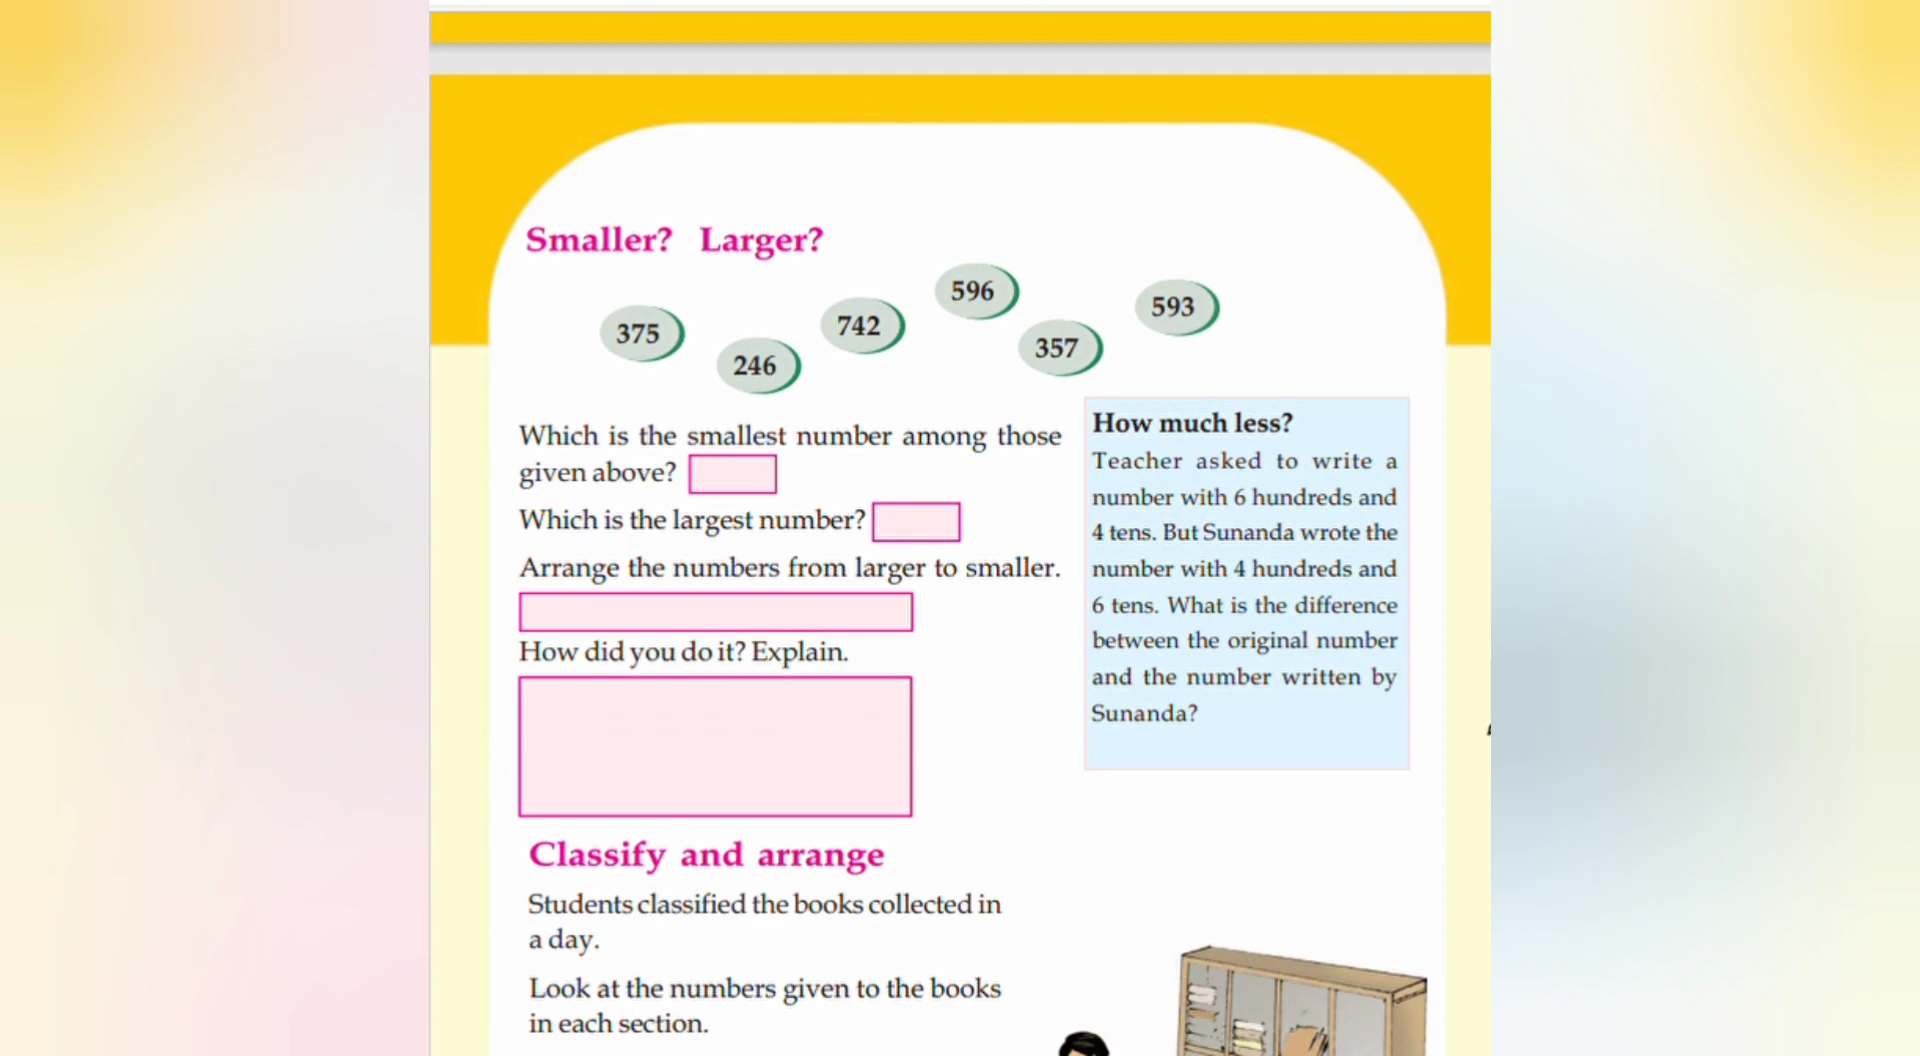 Smaller? Larger?
375
246
742
596
357
593
Which is the smallest number among those
given above?
Which is the largest number?
Arrange the numbers from larger to smaller.
How did you do it? Explain.
How much less?
Teacher asked to write a
number with 6 hundreds and
4 tens. But Sunanda wrote the
number with 4 hundreds and
6 tens. What is the difference
between the original number
and the number written by
Sunanda?
Classify and arrange
Students classified the books collected in
a day.
Look at the numbers given to the books
in each section.